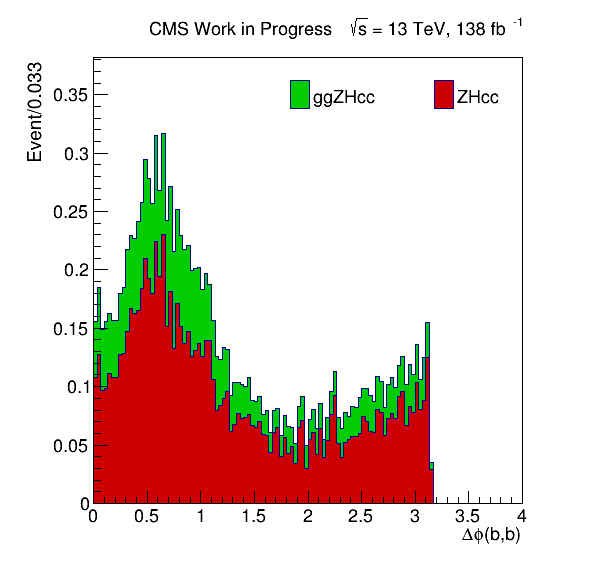 CMS Work in Progress √s = 13 TeV, 138 fb⁻¹
Event/0.033
ggZHcc ZHcc
0.35
0.3
0.25
0.2
0.15
0.1
0.05
0
0 0.5 1 1.5 2 2.5 3 3.5 4
Δϕ(b,b)